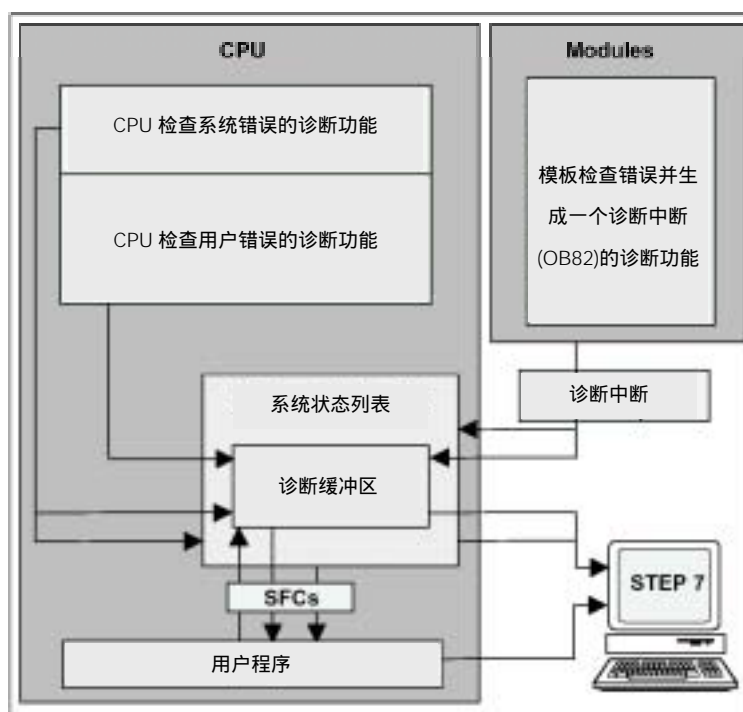 CPU
CPU 检查系统错误的诊断功能
CPU 检查用户错误的诊断功能
Modules
模板检查错误并生
成一个诊断中断
(OB82)的诊断功能
诊断中断
系统状态列表
诊断缓冲区
SFCs
用户程序
STEP 7